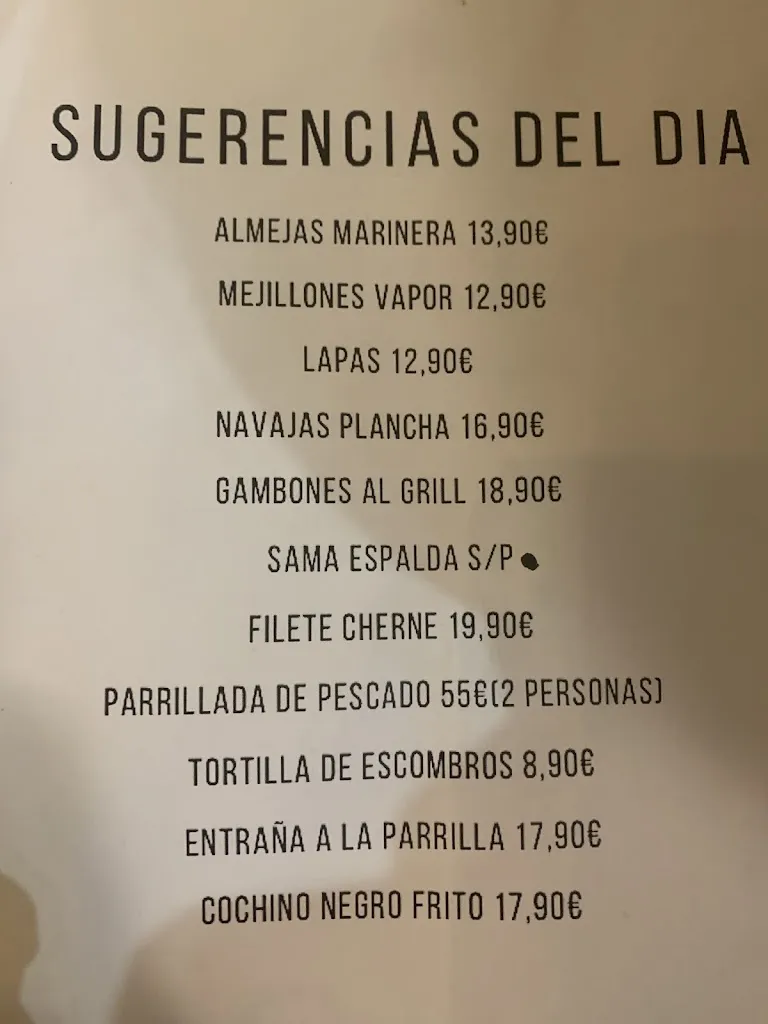 SUGERENCIAS DEL DIA
ALMEJAS MARINERA 13,90€
MEJILLONES VAPOR 12,90€
LAPAS 12,90€
NAVAJAS PLANCHA 16,90€
GAMBONES AL GRILL 18,90€
SAMA ESPALDA S/P
FILETE CHERNE 19,90€
PARRILLADA DE PESCADO 55€(2 PERSONAS)
TORTILLA DE ESCOMBROS 8,90€
ENTRAÑA A LA PARRILLA 17,90€
COCHINO NEGRO FRITO 17,90€